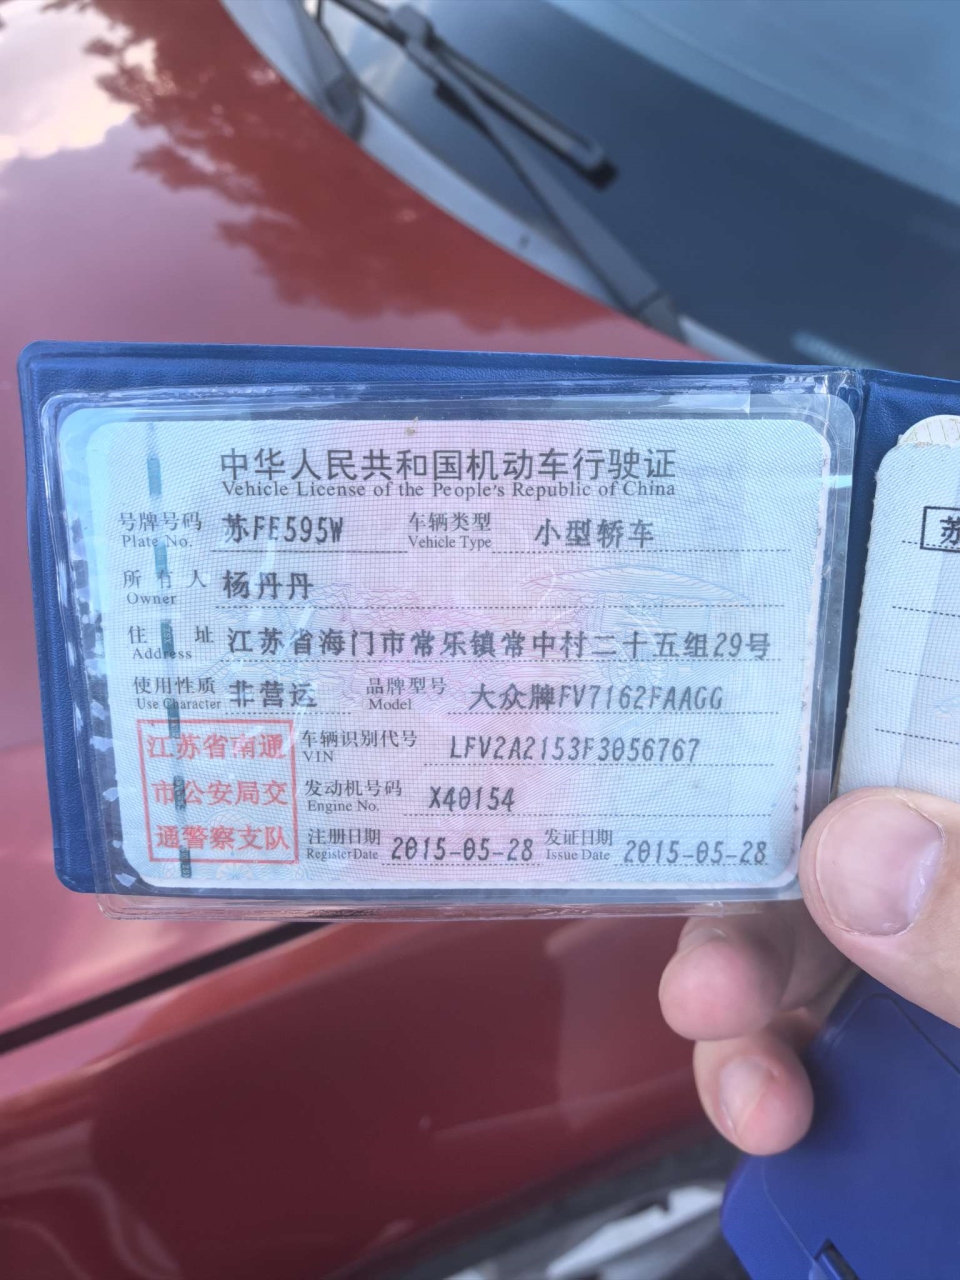 中华人民共和国机动车行驶证
Vehicle License of the People's Republic of China
号牌号码 苏FE595W 车辆类型 小型轿车
Plate No. Vehicle Type
所有人 杨丹丹
Owner
住址 江苏省海门市常乐镇常中村二十五组29号
Address
使用性质 非营运 品牌型号 大众牌FV7162FAAGG
Use Character Model
江苏省南通
市公安局交
通警察支队
车辆识别代号 LFV2A2153F3056767
VIN
发动机号码 X40154
Engine No.
注册日期 2015-05-28 发证日期 2015-05-28
Register Date Issue Date
苏